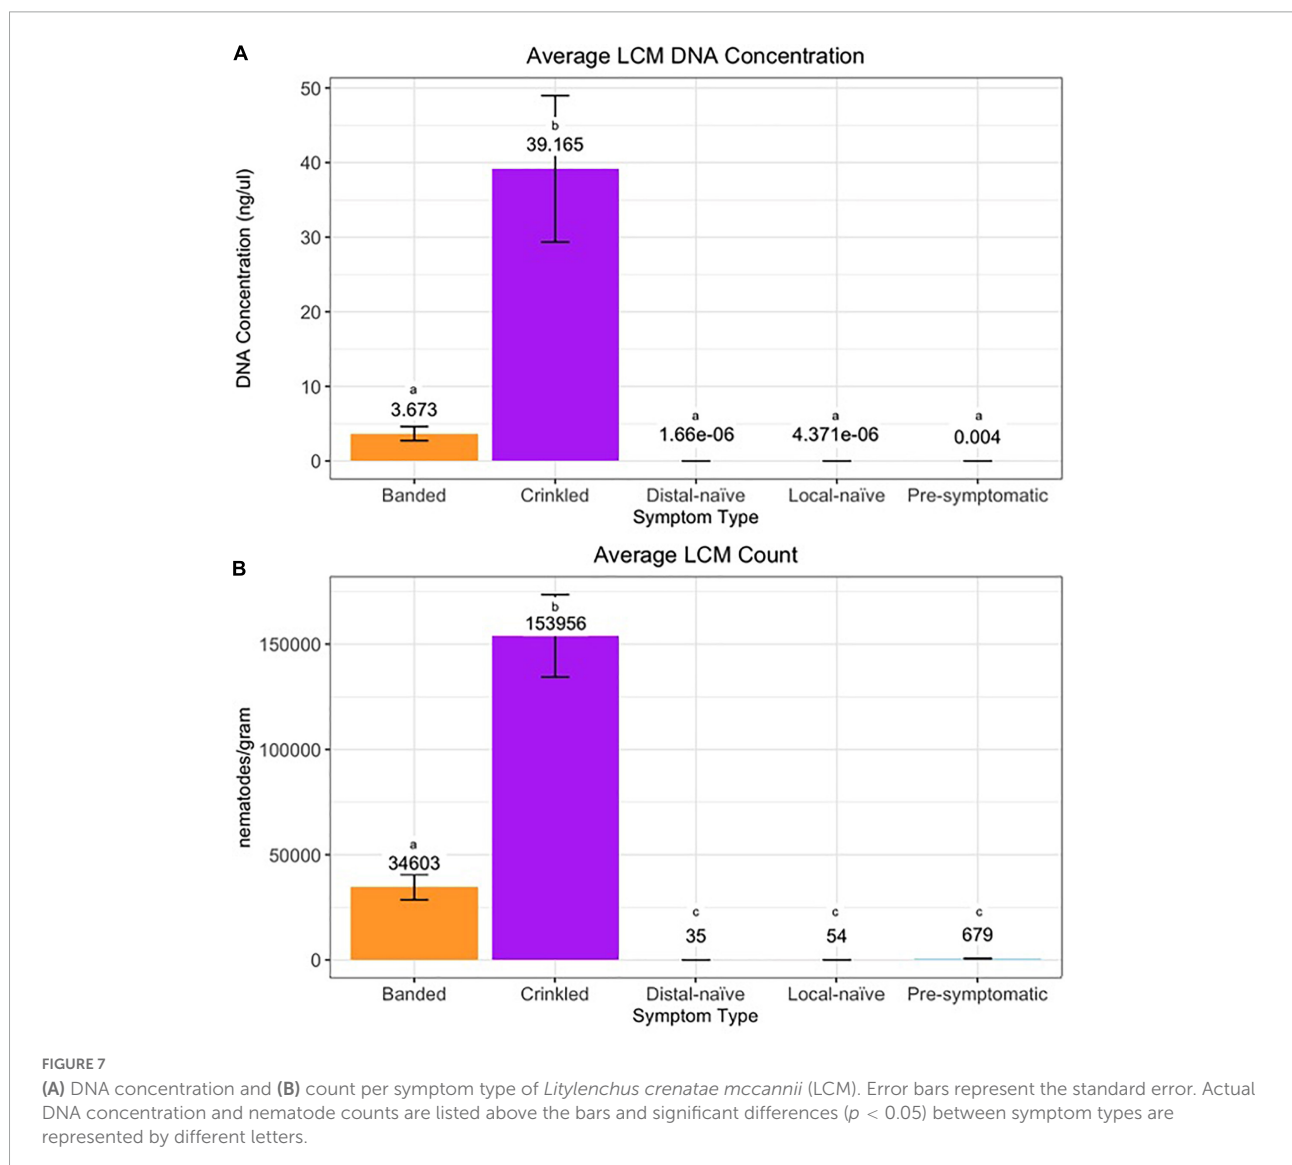 A
Average LCM DNA Concentration
DNA Concentration (ng/ul)
50
40
30
20
10
0
b
39.165
a
3.673
a
1.66e-06
a
4.371e-06
a
0.004
Banded Crinkled Distal-naïve Local-naïve Pre-symptomatic
Symptom Type
B
Average LCM Count
nematodes/gram
150000
100000
50000
0
b
153956
a
34603
c
35
c
54
c
679
Banded Crinkled Distal-naïve Local-naïve Pre-symptomatic
Symptom Type
FIGURE 7
(A) DNA concentration and (B) count per symptom type of Litylenchus crenatae mccannii (LCM). Error bars represent the standard error. Actual
DNA concentration and nematode counts are listed above the bars and significant differences (p < 0.05) between symptom types are
represented by different letters.